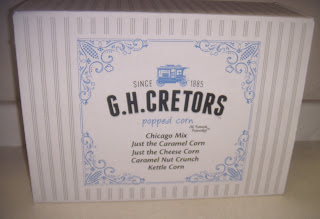 SINCE 1885
G.H.CRETORS
popped corn
Chicago Mix
Just the Caramel Corn
Just the Cheese Corn
Caramel Nut Crunch
Kettle Corn